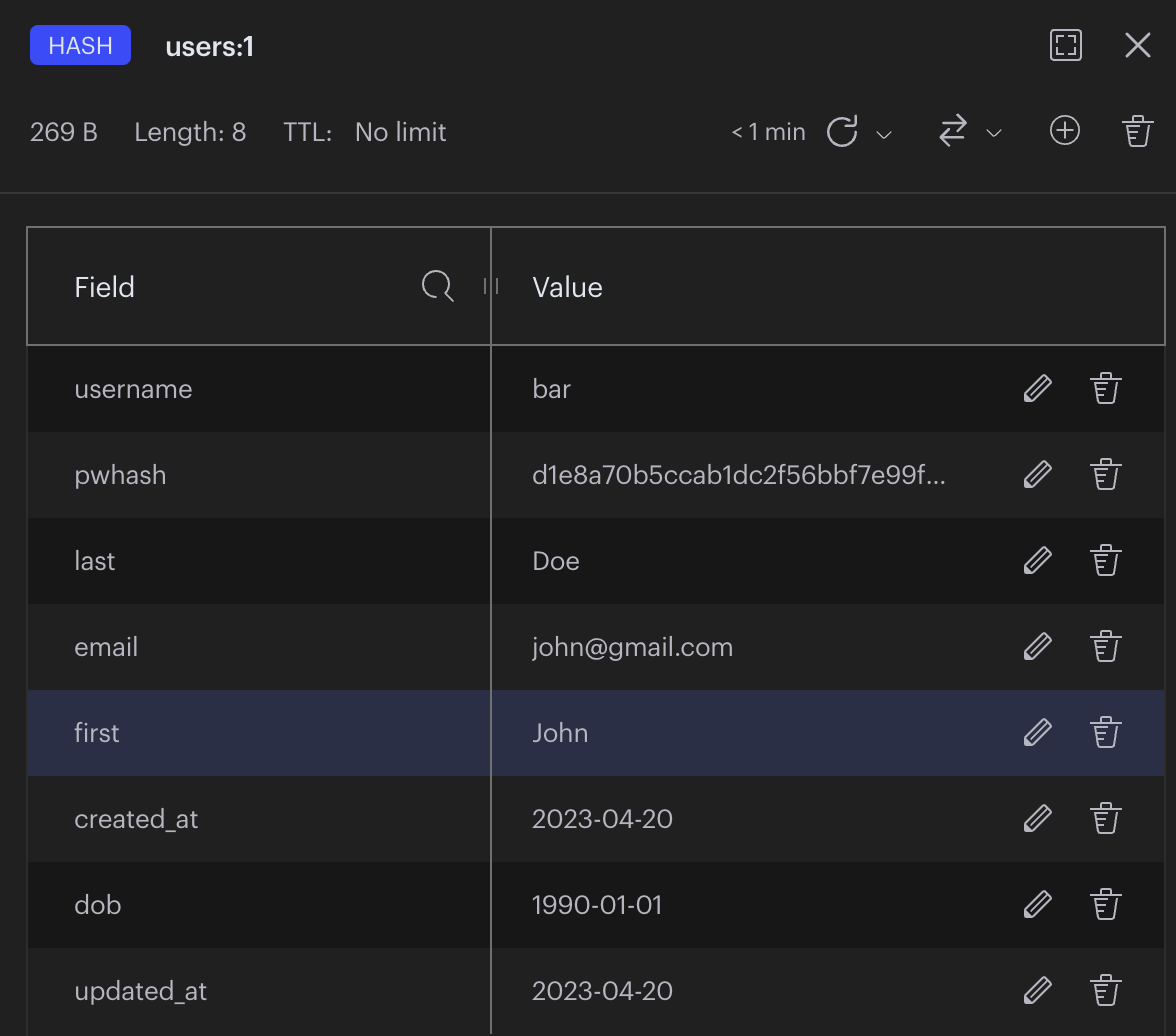 HASH users:1
269 B Length: 8 TTL: No limit < 1 min
Field Value
username bar
pwhash d1e8a70b5ccab1dc2f56bbf7e99f...
last Doe
email john@gmail.com
first John
created_at 2023-04-20
dob 1990-01-01
updated_at 2023-04-20